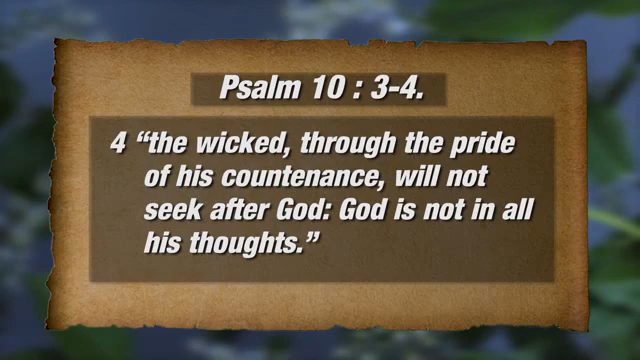 Psalm 10 : 3-4.
4 “the wicked, through the pride
of his countenance, will not
seek after God: God is not in all
his thoughts.”